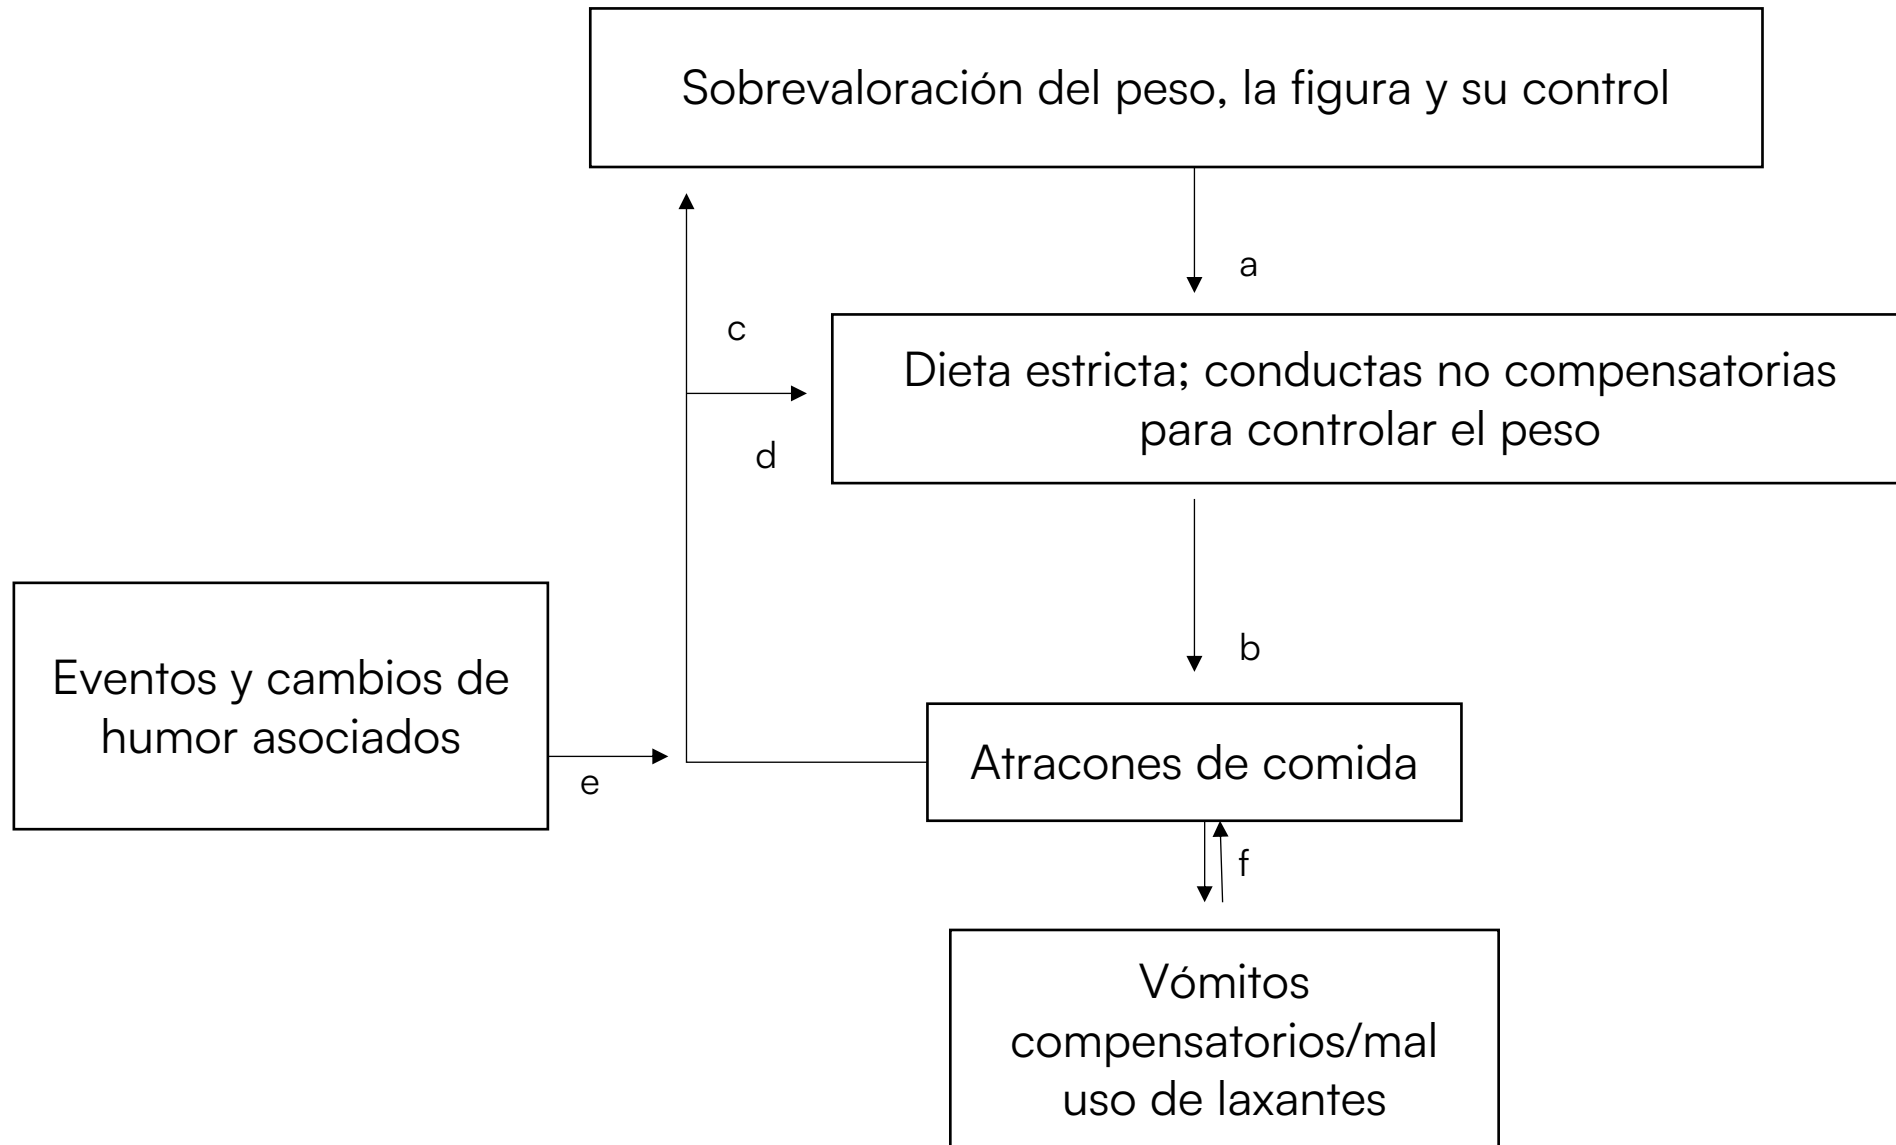 Sobrevaloración del peso, la figura y su control
a
c
Dieta estricta; conductas no compensatorias
para controlar el peso
d
b
Eventos y cambios de
humor asociados
e
Atracones de comida
f
Vómitos
compensatorios/mal
uso de laxantes